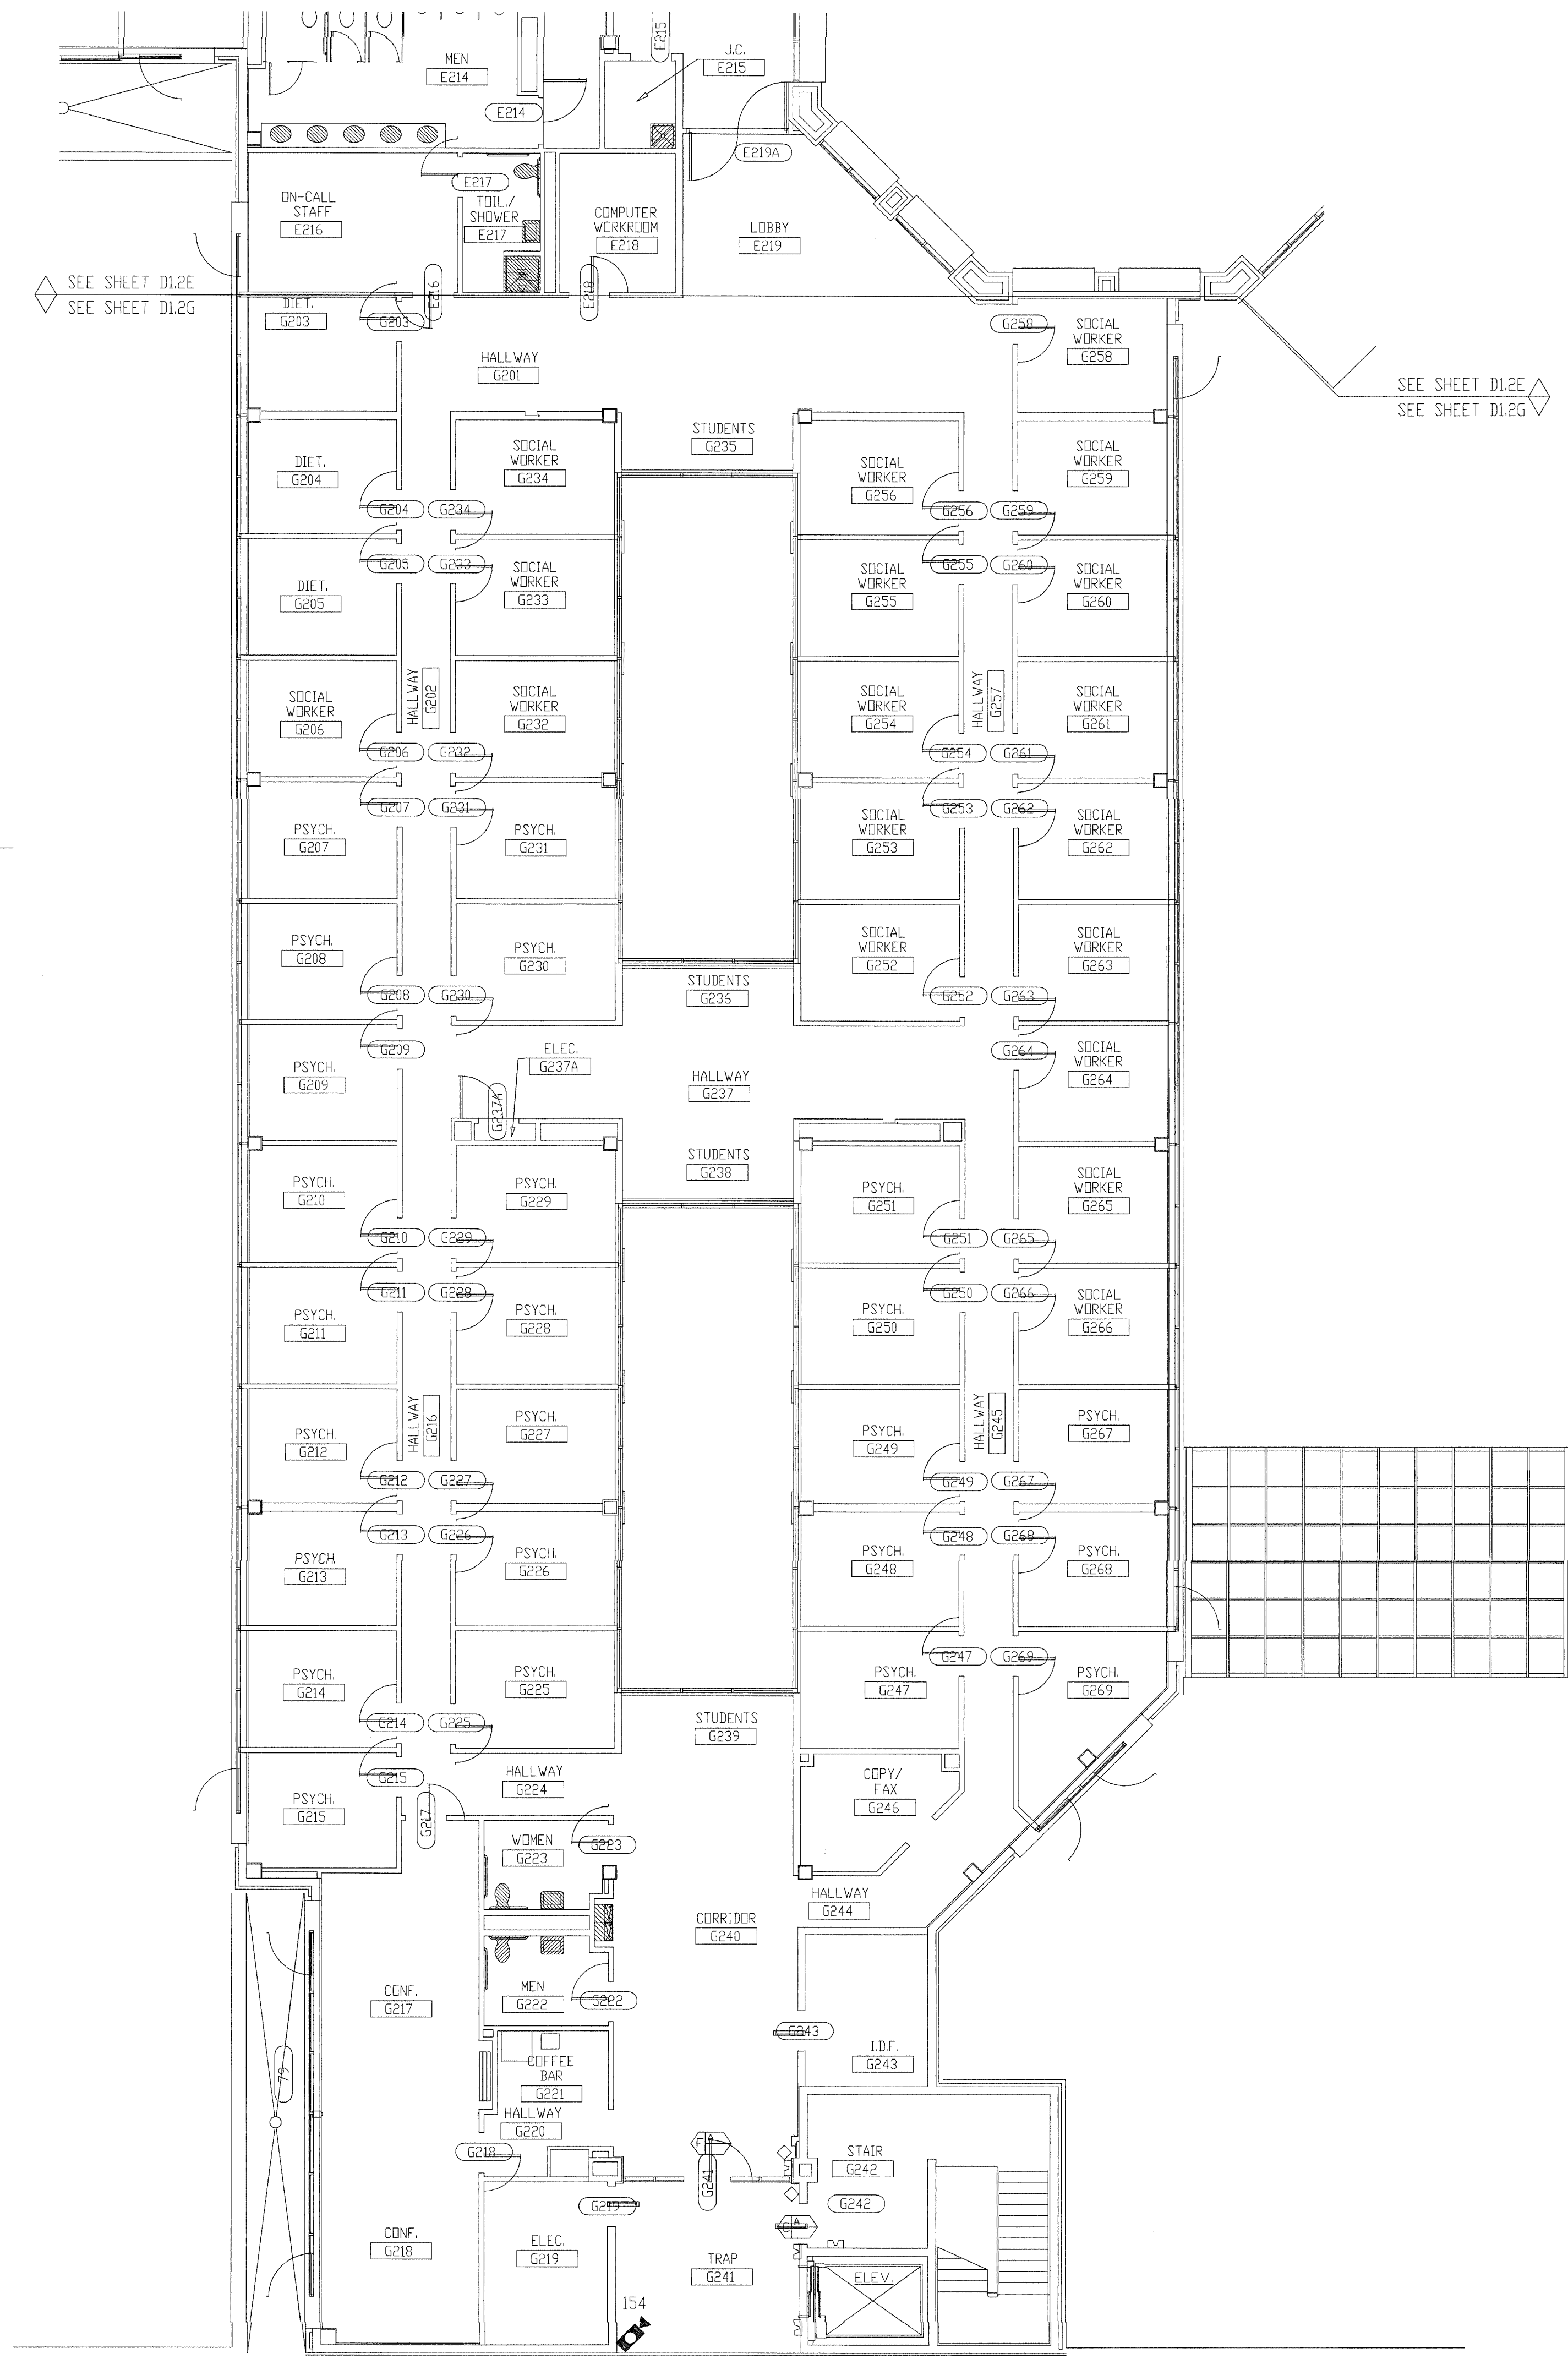 E215
J.C.
E215
MEN
E214
E214
E219A
E217
ON-CALL
STAFF
E216
TOIL./
SHOWER
E217
COMPUTER
WORKROOM
E218
LOBBY
E219
SEE SHEET D1.2E
SEE SHEET D1.2G
E216
E218
DIET.
G203
G203
G258
SOCIAL
WORKER
G258
HALLWAY
G201
SEE SHEET D1.2E
SEE SHEET D1.2G
STUDENTS
G235
DIET.
G204
SOCIAL
WORKER
G234
SOCIAL
WORKER
G256
SOCIAL
WORKER
G259
G204
G234
G256
G259
G205
G233
G255
G260
DIET.
G205
SOCIAL
WORKER
G233
SOCIAL
WORKER
G255
SOCIAL
WORKER
G260
SOCIAL
WORKER
G206
HALLWAY
G202
SOCIAL
WORKER
G232
SOCIAL
WORKER
G254
HALLWAY
G257
SOCIAL
WORKER
G261
G206
G232
G254
G261
G207
G231
G253
G262
PSYCH.
G207
PSYCH.
G231
SOCIAL
WORKER
G253
SOCIAL
WORKER
G262
PSYCH.
G208
PSYCH.
G230
SOCIAL
WORKER
G252
SOCIAL
WORKER
G263
STUDENTS
G236
G208
G230
G252
G263
G209
G264
PSYCH.
G209
ELEC.
G237A
G237A
HALLWAY
G237
SOCIAL
WORKER
G264
STUDENTS
G238
PSYCH.
G210
PSYCH.
G229
PSYCH.
G251
SOCIAL
WORKER
G265
G210
G229
G251
G265
G211
G228
G250
G266
PSYCH.
G211
PSYCH.
G228
PSYCH.
G250
SOCIAL
WORKER
G266
PSYCH.
G212
HALLWAY
G216
PSYCH.
G227
PSYCH.
G249
HALLWAY
G245
PSYCH.
G267
G212
G227
G249
G267
G213
G226
G248
G268
PSYCH.
G213
PSYCH.
G226
PSYCH.
G248
PSYCH.
G268
G247
G269
PSYCH.
G214
PSYCH.
G225
PSYCH.
G247
PSYCH.
G269
G214
G225
STUDENTS
G239
G215
HALLWAY
G224
COPY/
FAX
G246
PSYCH.
G215
G217
WOMEN
G223
G223
HALLWAY
G244
CORRIDOR
G240
CONF.
G217
MEN
G222
G222
G243
I.D.F.
G243
79
COFFEE
BAR
G221
HALLWAY
G220
G218
F
G241
STAIR
G242
G242
G219
A
CONF.
G218
ELEC.
G219
TRAP
G241
ELEV.
154